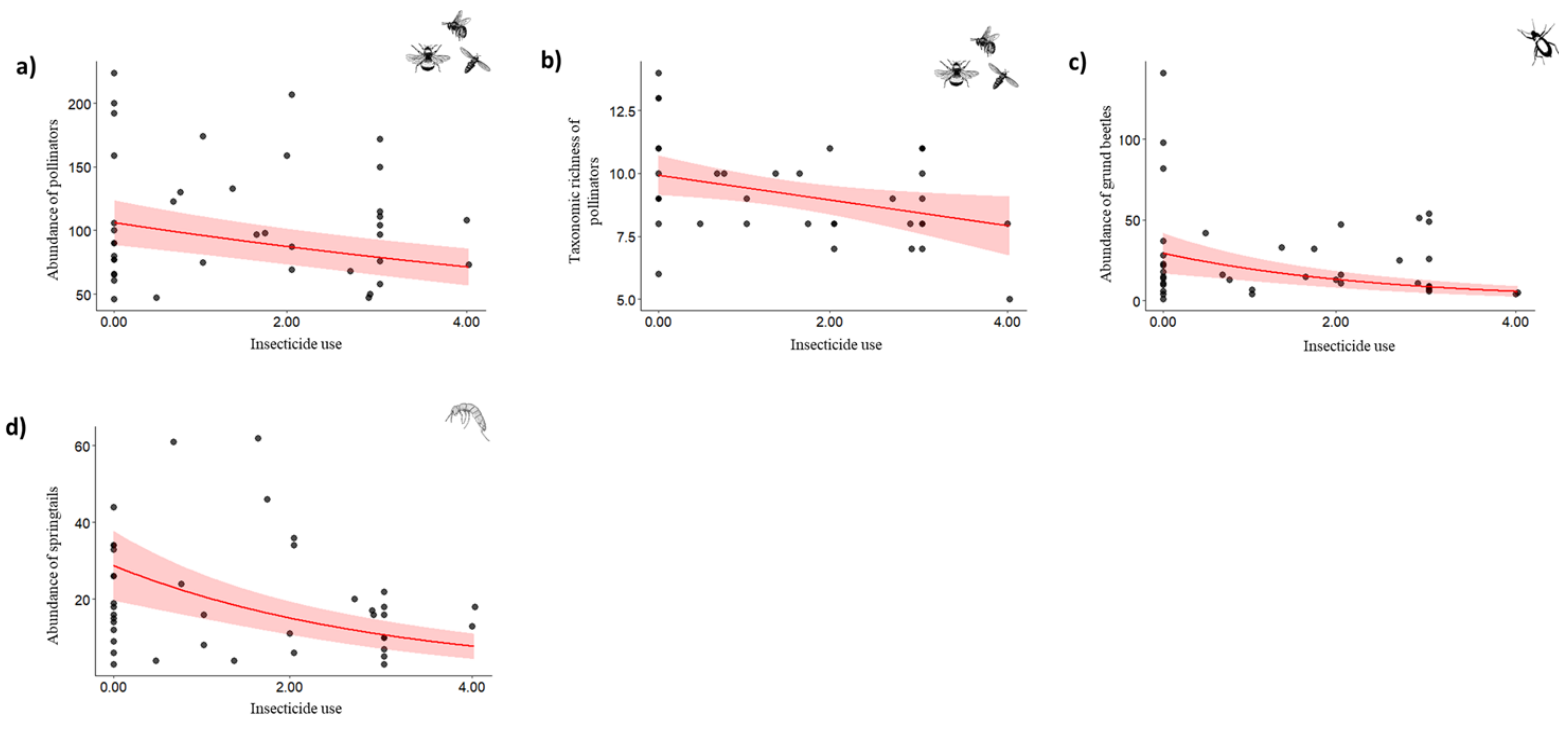 a)
Abundance of pollinators
200
150
100
50
0.00 2.00 4.00
Insecticide use
b)
Taxonomic richness of
pollinators
12.5
10.0
7.5
5.0
0.00 2.00 4.00
Insecticide use
c)
Abundance of grund beetles
100
50
0
0.00 2.00 4.00
Insecticide use
d)
Abundance of springtails
60
40
20
0.00 2.00 4.00
Insecticide use